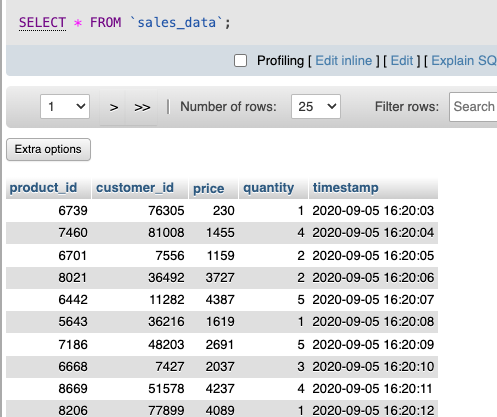 SELECT * FROM `sales_data`;
Profiling [ Edit inline ] [ Edit ] [ Explain SQ
1 > >> | Number of rows: 25 Filter rows: Search
Extra options
product_id customer_id price quantity timestamp
6739 76305 230 1 2020-09-05 16:20:03
7460 81008 1455 4 2020-09-05 16:20:04
6701 7556 1159 2 2020-09-05 16:20:05
8021 36492 3727 2 2020-09-05 16:20:06
6442 11282 4387 5 2020-09-05 16:20:07
5643 36216 1619 1 2020-09-05 16:20:08
7186 48203 2691 5 2020-09-05 16:20:09
6668 7427 2037 3 2020-09-05 16:20:10
8669 51578 4237 4 2020-09-05 16:20:11
8206 77899 4089 1 2020-09-05 16:20:12